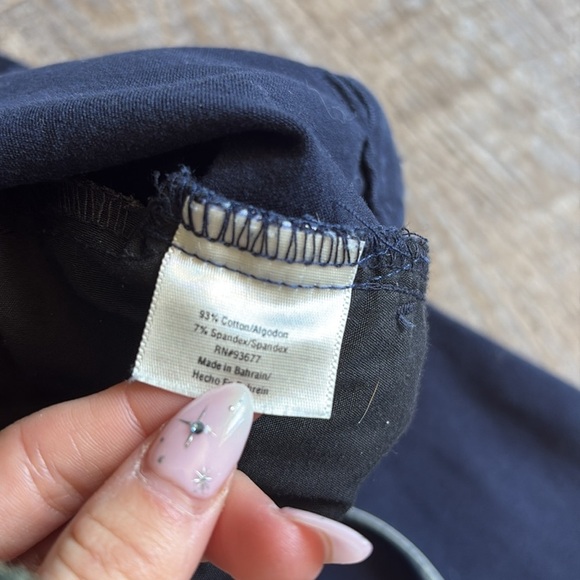 93% Cotton/Algodon
7% Spandex/Spandex
RN#93677
Made in Bahrain/
Hecho